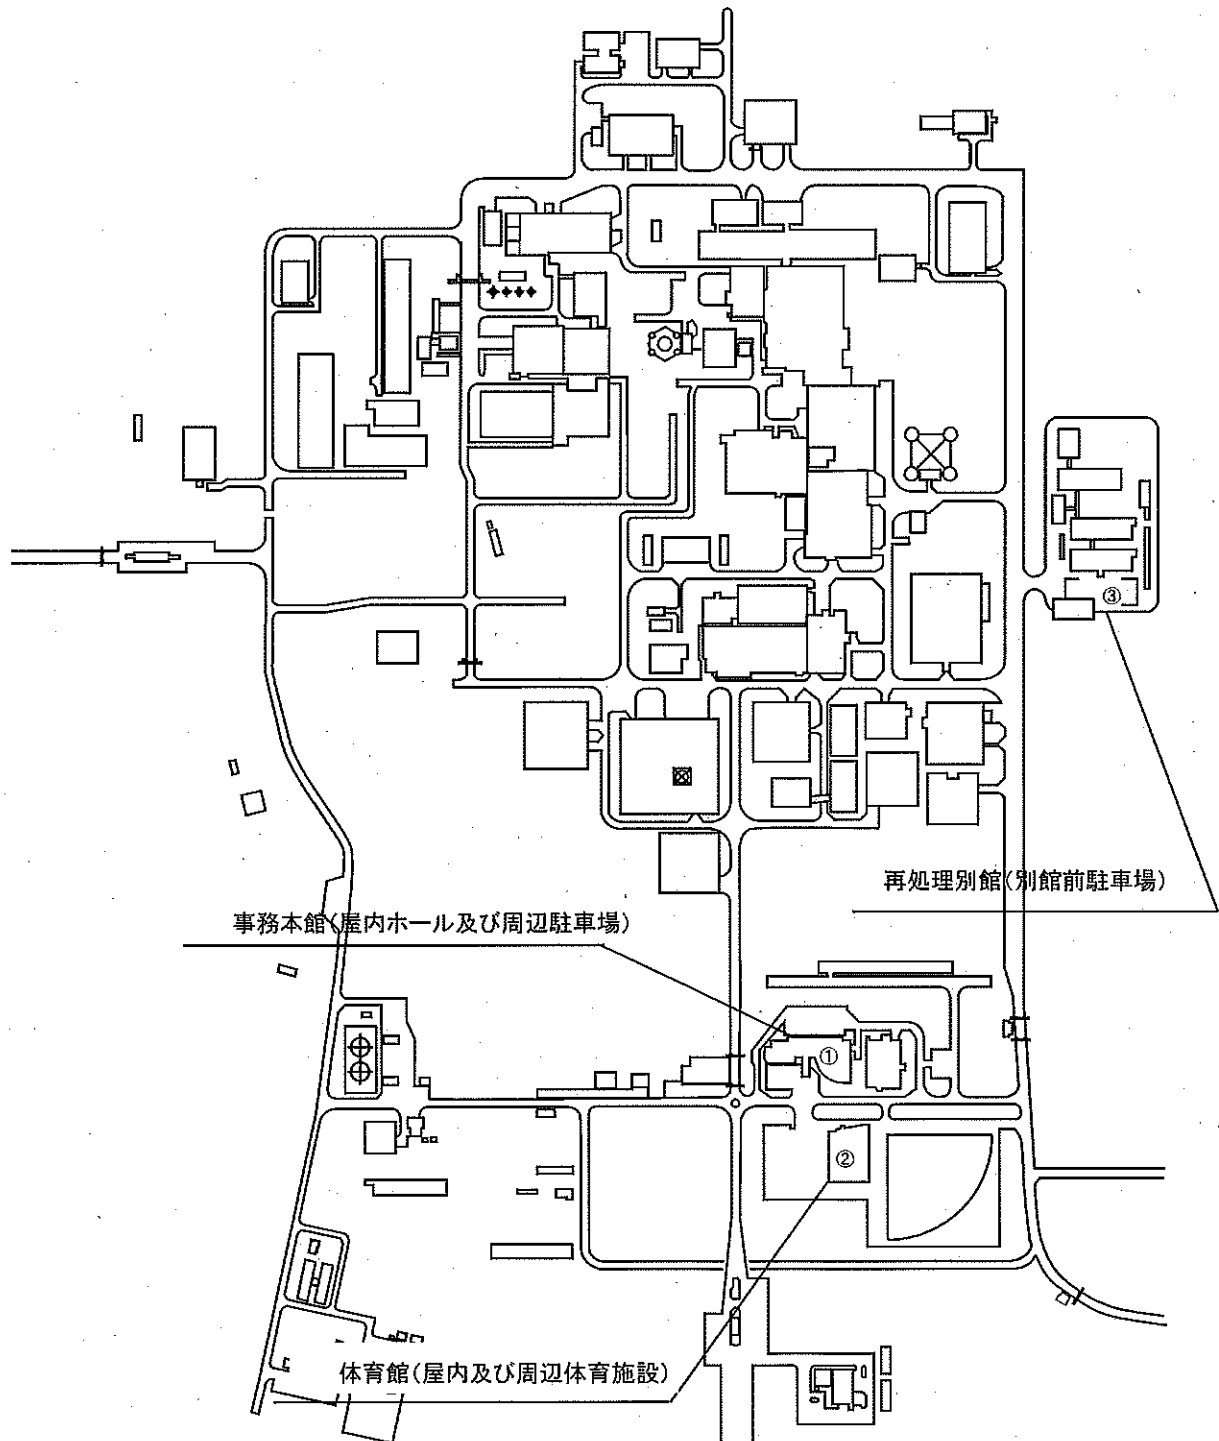 ③
再処理別館(別館前駐車場)
事務本館(屋内ホール及び周辺駐車場)
①
②
体育館(屋内及び周辺体育施設)